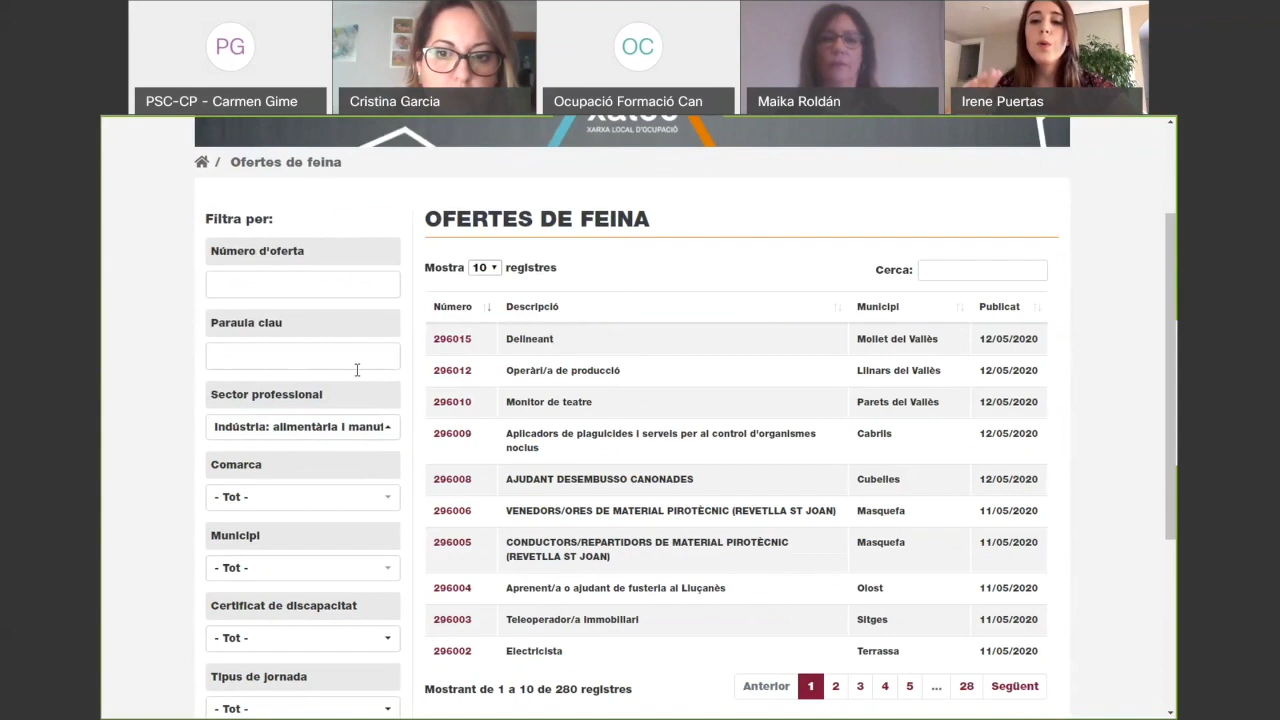 PG
OC
PSC-CP - Carmen Gime
Cristina Garcia
Ocupació Formació Can
Maika Roldán
Irene Puertas
XARXA LOCAL D'OCUPACIÓ
/ Ofertes de feina
Filtra per:
Número d'oferta
Paraula clau
Sector professional
Indústria: alimentària i manuf
Comarca
- Tot -
Municipi
- Tot -
Certificat de discapacitat
- Tot -
Tipus de jornada
- Tot -
OFERTES DE FEINA
Mostra 10 registres
Cerca:
Número Descripció Municipi Publicat
296015 Delineant Mollet del Vallès 12/05/2020
296012 Operàri/a de producció Llinars del Vallès 12/05/2020
296010 Monitor de teatre Parets del Vallès 12/05/2020
296009 Aplicadors de plaguicides i serveis per al control d'organismes Cabrils 12/05/2020
nocius
296008 AJUDANT DESEMBUSSO CANONADES Cubelles 12/05/2020
296006 VENEDORS/ORES DE MATERIAL PIROTÈCNIC (REVETLLA ST JOAN) Masquefa 11/05/2020
296005 CONDUCTORS/REPARTIDORS DE MATERIAL PIROTÈCNIC Masquefa 11/05/2020
(REVETLLA ST JOAN)
296004 Aprenent/a o ajudant de fusteria al Lluçanès Olost 11/05/2020
296003 Teleoperador/a immobiliari Sitges 11/05/2020
296002 Electricista Terrassa 11/05/2020
Mostrant de 1 a 10 de 280 registres
Anterior 1 2 3 4 5 ... 28 Següent